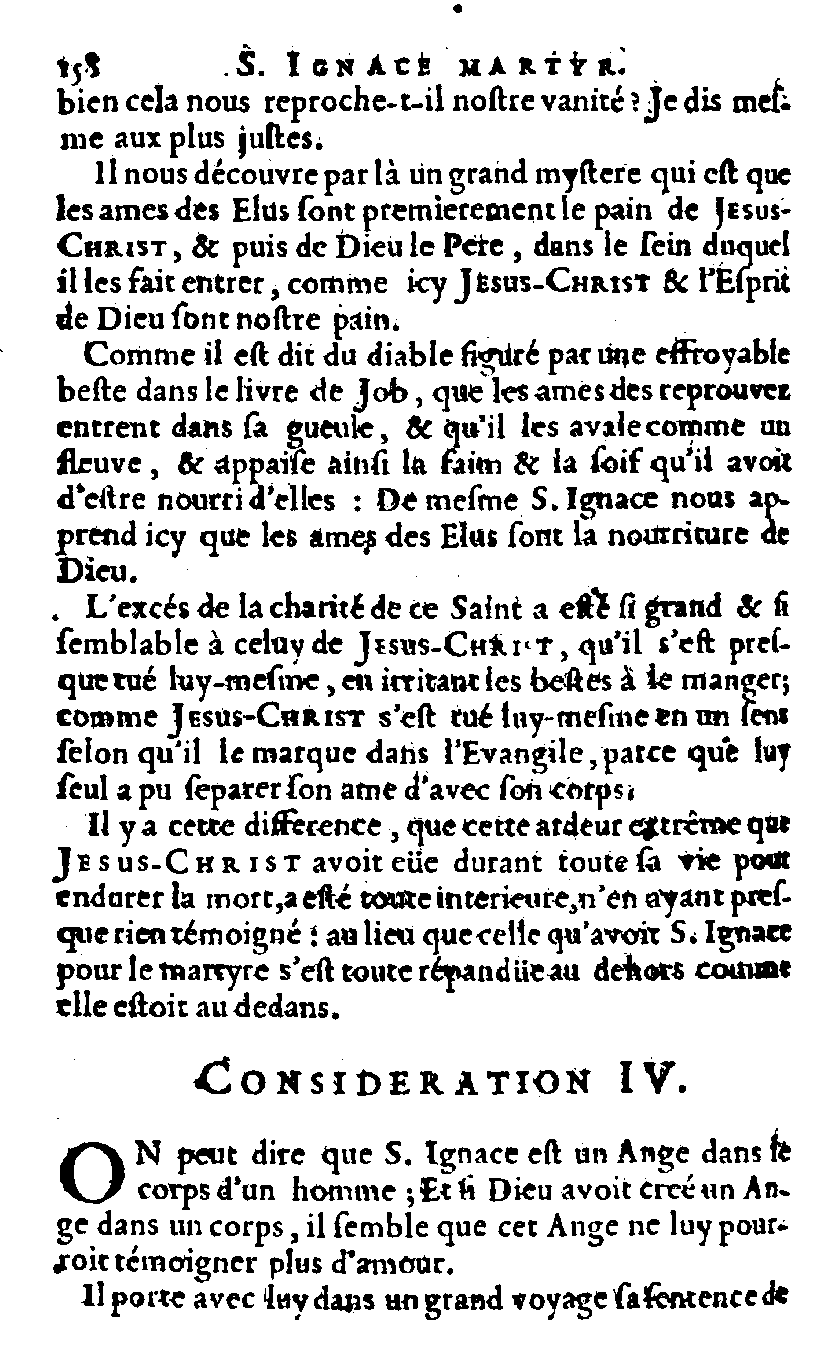 158 S. IGNACE MARTYR.
bien cela nous reproche-t-il noſtre vanité ? Je dis meſ-
me aux plus juſtes.
Il nous découvre par là un grand myſtere qui eſt que
les ames des Elus ſont premierement le pain de JESUS-
CHRIST, & puis de Dieu le Pere, dans le ſein duquel
il les fait entrer, comme icy JESUS-CHRIST & l'Eſprit
de Dieu ſont noſtre pain.
Comme il eſt dit du diable figuré par une effroyable
beſte dans le livre de Job, que les ames des reprouvez
entrent dans ſa gueule, & qu'il les avale comme un
fleuve, & appaiſe ainſi la faim & la ſoif qu'il avoit
d'eſtre nourri d'elles : De meſme S. Ignace nous ap-
prend icy que les ames des Elus ſont la nourriture de
Dieu.
L'excés de la charité de ce Saint a eſté ſi grand & ſi
ſemblable à celuy de JESUS-CHRIST, qu'il s'eſt preſ-
que tué luy-meſme, en irritant les beſtes à le manger;
comme JESUS-CHRIST s'eſt tué luy-meſme en un ſens
ſelon qu'il le marque dans l'Evangile, parce que luy
ſeul a pu ſeparer ſon ame d'avec ſon corps.
Il y a cette difference, que cette ardeur extrême que
JESUS-CHRIST avoit eüe durant toute ſa vie pour
endurer la mort, a eſté toute interieure, n'en ayant preſ-
que rien témoigné : au lieu que celle qu'avoit S. Ignace
pour le martyre s'eſt toute répandüe au dehors comme
elle eſtoit au dedans.
CONSIDERATION IV.
ON peut dire que S. Ignace eſt un Ange dans le
corps d'un homme ; Et ſi Dieu avoit creé un An-
ge dans un corps, il ſemble que cet Ange ne luy pour-
roit témoigner plus d'amour.
Il porte avec luy dans un grand voyage ſa ſentence de